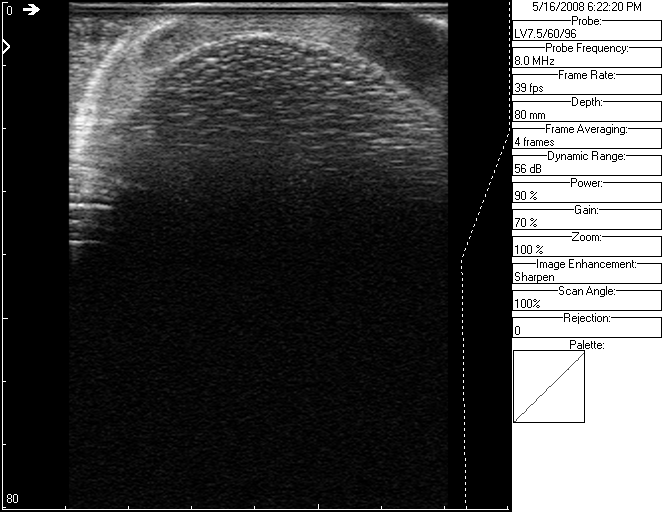 0
80
5/16/2008 6:22:20 PM
Probe:
LV7.5/60/96
Probe Frequency:
8.0 MHz
Frame Rate:
39 fps
Depth:
80 mm
Frame Averaging:
4 frames
Dynamic Range:
56 dB
Power:
90 %
Gain:
70 %
Zoom:
100 %
Image Enhancement:
Sharpen
Scan Angle:
100%
Rejection:
0
Palette: